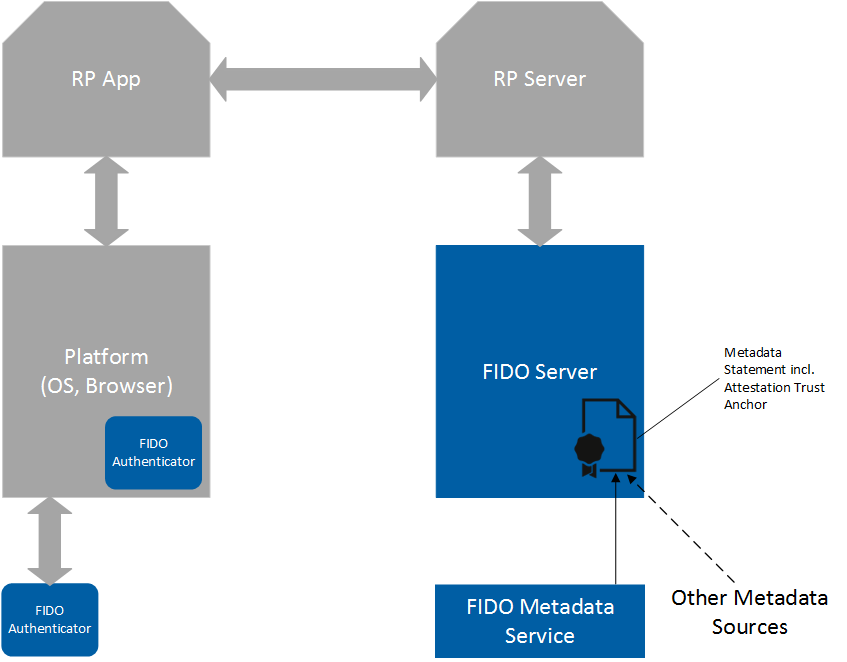 RP App
RP Server
Platform
(OS, Browser)
FIDO
Authenticator
FIDO Server
Metadata
Statement incl.
Attestation Trust
Anchor
FIDO
Authenticator
FIDO Metadata
Service
Other Metadata
Sources